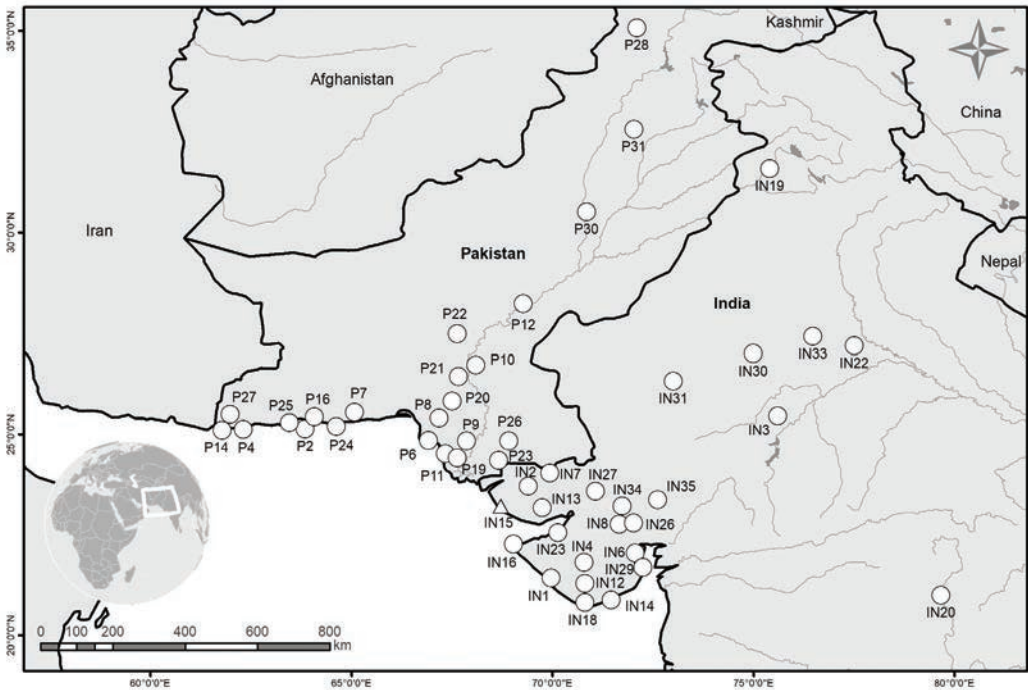 Kashmir
35°0'0"N
P28
Afghanistan
China
P31
IN19
Iran
30°0'0"N
P30
Pakistan
Nepal
India
P22
P12
P21
P10
IN30
IN33
IN22
P27
P25
P16
P7
P8
P20
IN31
P26
P9
25°0'0"N
P14
P4
P2
P24
P6
IN3
P11
P19
P23
IN2
IN7
IN27
IN34
IN35
IN13
IN15
IN8
IN26
IN16
IN23
IN4
IN6
IN29
IN1
IN12
IN18
IN14
IN20
20°0'0"N
0 100 200 400 600 800
km
60°0'0"E 65°0'0"E 70°0'0"E 75°0'0"E 80°0'0"E